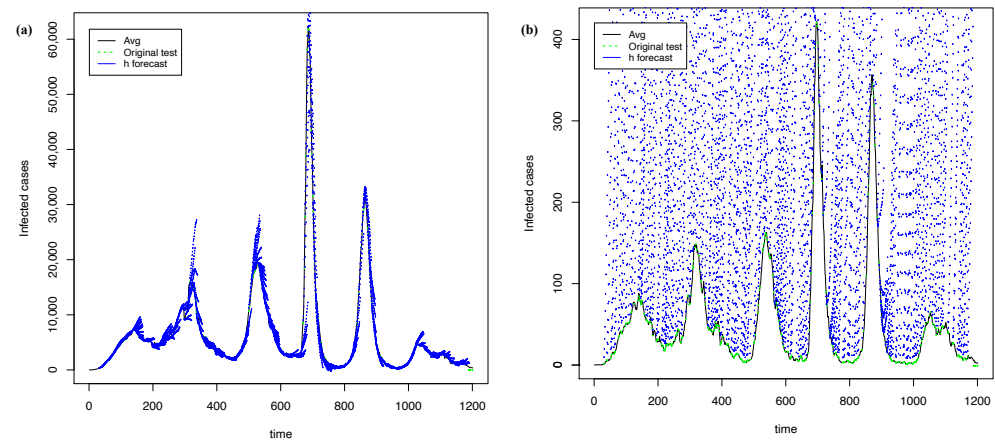 (a)
Avg
Original test
h forecast
Infected cases
0
10,000
20,000
30,000
40,000
50,000
60,000
0 200 400 600 800 1000 1200
time
(b)
Avg
Original test
h forecast
Infected cases
0
100
200
300
400
0 200 400 600 800 1000 1200
time